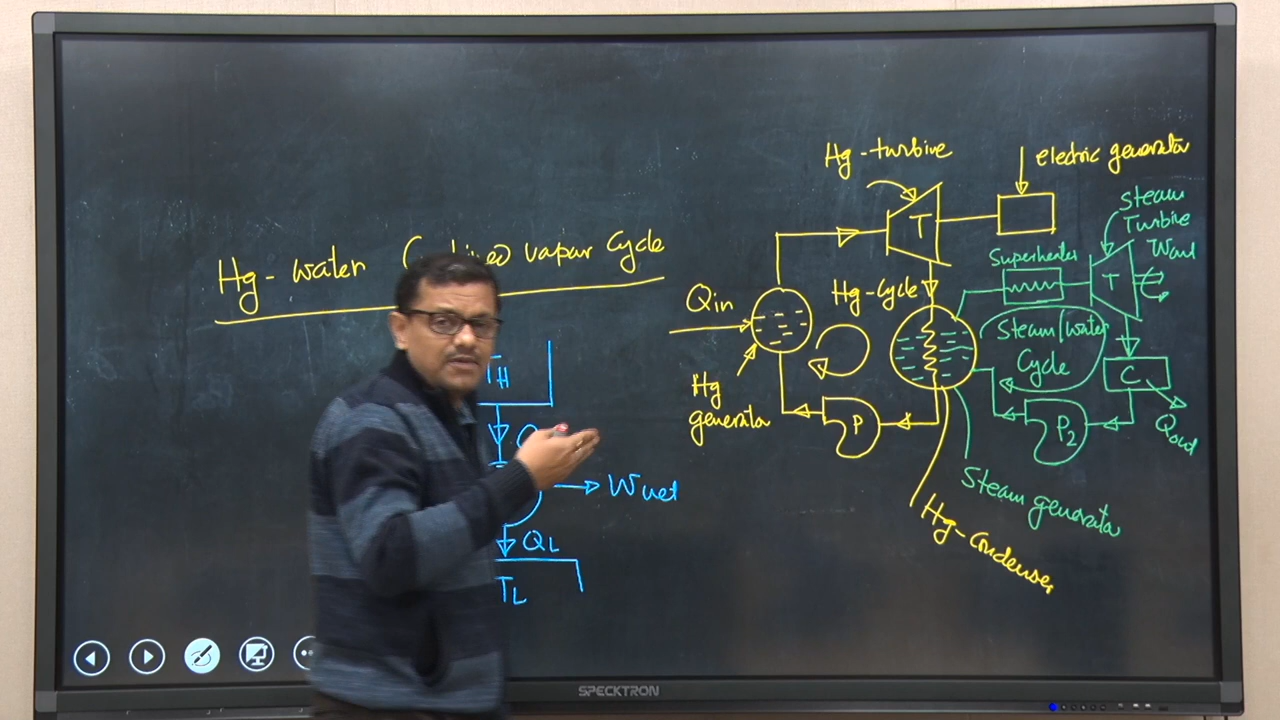 Hg-water vapar Cycle
TH
QL
TL
Wnet
Hg-turbine
electric generator
T
Qin
Hg-cycle
Hg
generator
P
Superheater
Steam
Turbine
Wout
T
Steam/water
Cycle
C
P2
Qout
Steam generator
Hg-Condenser
SPECKTRON